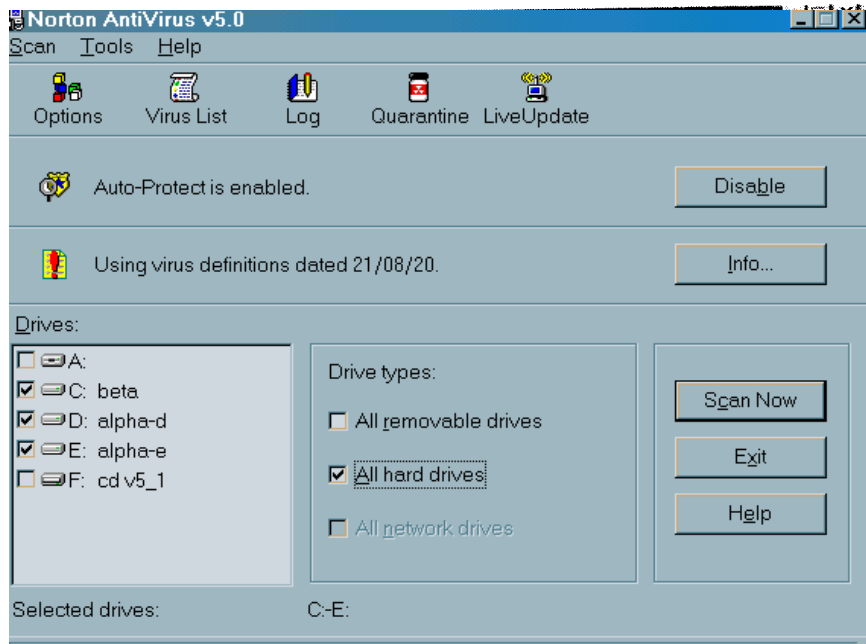 Norton AntiVirus v5.0
Scan Tools Help
Options Virus List Log Quarantine LiveUpdate
Auto-Protect is enabled.
Disable
Using virus definitions dated 21/08/20.
Info...
Drives:
A:
C: beta
D: alpha-d
E: alpha-e
F: cd v5_1
Drive types:
All removable drives
All hard drives
All network drives
Scan Now
Exit
Help
Selected drives: C:-E: